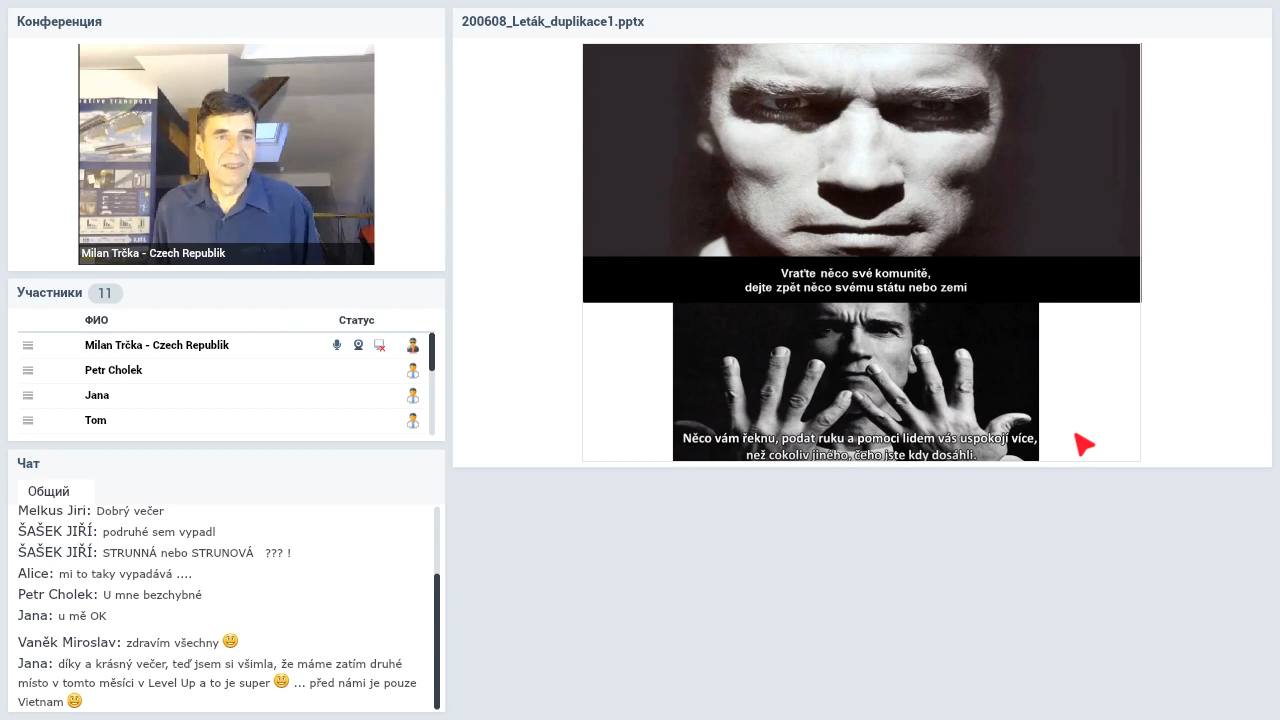 Конференция
ative transport
Milan Trčka - Czech Republik
Участники 11
ФИО Статус
Milan Trčka - Czech Republik
Petr Cholek
Jana
Tom
Чат
Общий
Melkus Jiri: Dobrý večer
ŠAŠEK JIŘÍ: podruhé sem vypadl
ŠAŠEK JIŘÍ: STRUNNÁ nebo STRUNOVÁ ??? !
Alice: mi to taky vypadává ....
Petr Cholek: U mne bezchybné
Jana: u mě OK
Vaněk Miroslav: zdravím všechny
Jana: díky a krásný večer, teď jsem si všimla, že máme zatím druhé
místo v tomto měsíci v Level Up a to je super ... před námi je pouze
Vietnam
200608_Leták_duplikace1.pptx
Vraťte něco své komunitě,
dejte zpět něco svému státu nebo zemi
Něco vám řeknu, podat ruku a pomoci lidem vás uspokojí více,
než cokoliv jiného, čeho jste kdy dosáhli.